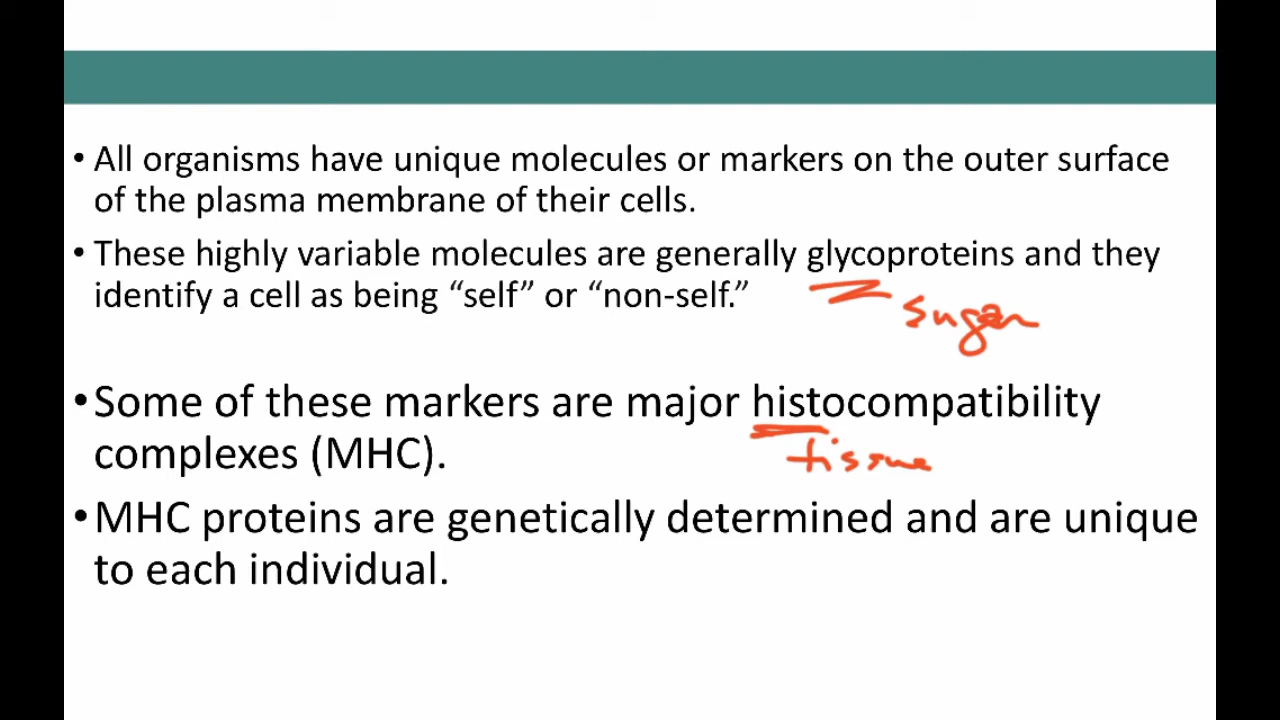 • All organisms have unique molecules or markers on the outer surface
of the plasma membrane of their cells.
• These highly variable molecules are generally glycoproteins and they
identify a cell as being “self” or “non-self.”
sugar
• Some of these markers are major histocompatibility
complexes (MHC).
tissue
• MHC proteins are genetically determined and are unique
to each individual.